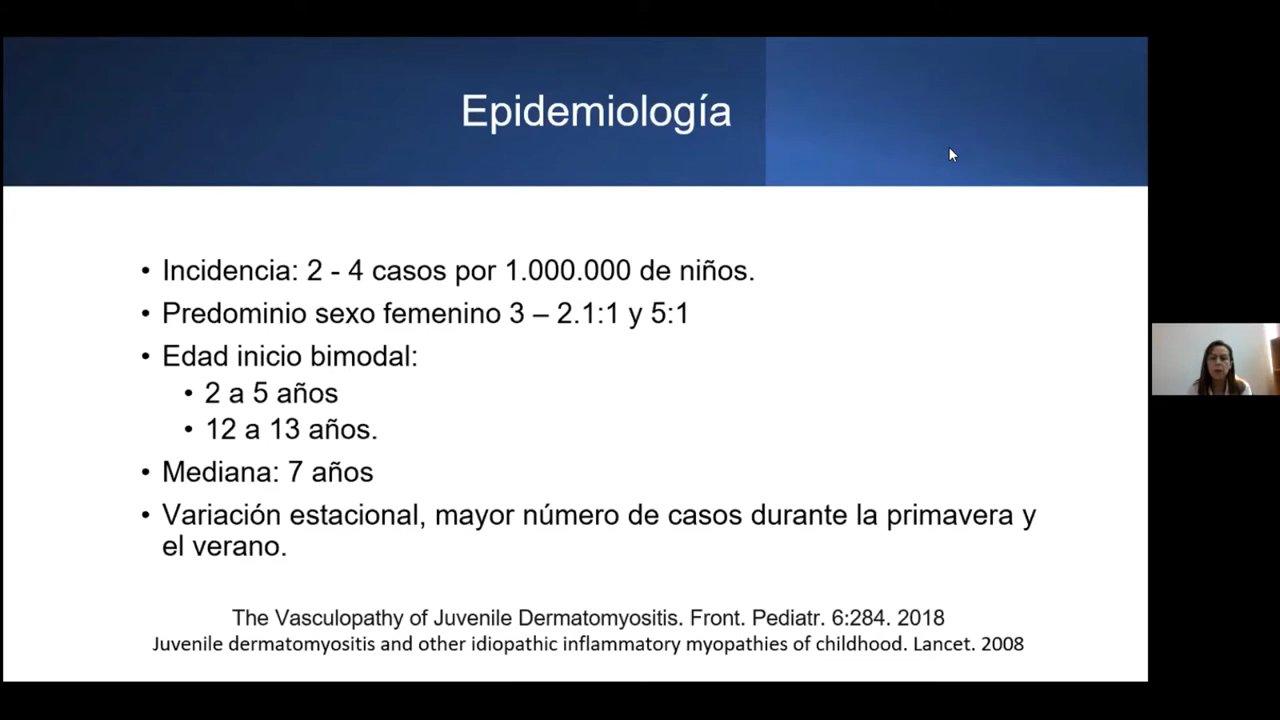 Epidemiología
• Incidencia: 2 - 4 casos por 1.000.000 de niños.
• Predominio sexo femenino 3 – 2.1:1 y 5:1
• Edad inicio bimodal:
• 2 a 5 años
• 12 a 13 años.
• Mediana: 7 años
• Variación estacional, mayor número de casos durante la primavera y
el verano.
The Vasculopathy of Juvenile Dermatomyositis. Front. Pediatr. 6:284. 2018
Juvenile dermatomyositis and other idiopathic inflammatory myopathies of childhood. Lancet. 2008